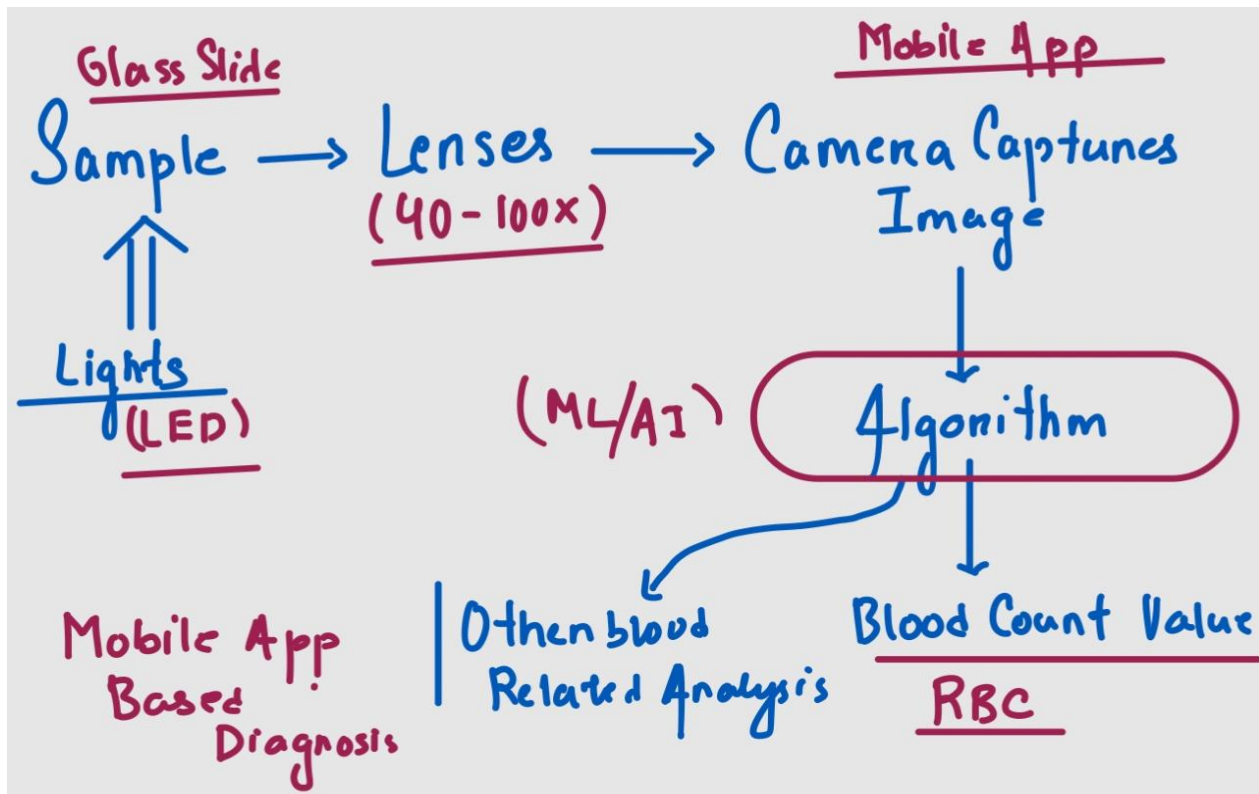 Glass Slide
Mobile App
Sample → Lenses → Camera Captures
(40-100x)
Image
Lights
(LED)
(ML/AI)
Algorithm
Mobile App
Based
Diagnosis
Other blood
Related Analysis
Blood Count Value
RBC